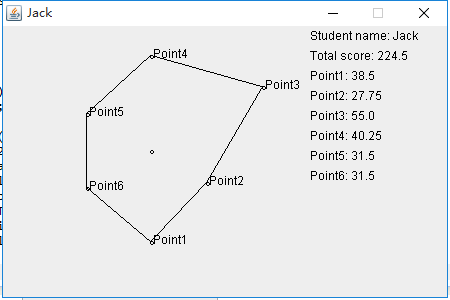 Jack
Student name: Jack
Total score: 224.5
Point1: 38.5
Point2: 27.75
Point3: 55.0
Point4: 40.25
Point5: 31.5
Point6: 31.5
Point4
Point3
Point5
Point6
Point2
Point1